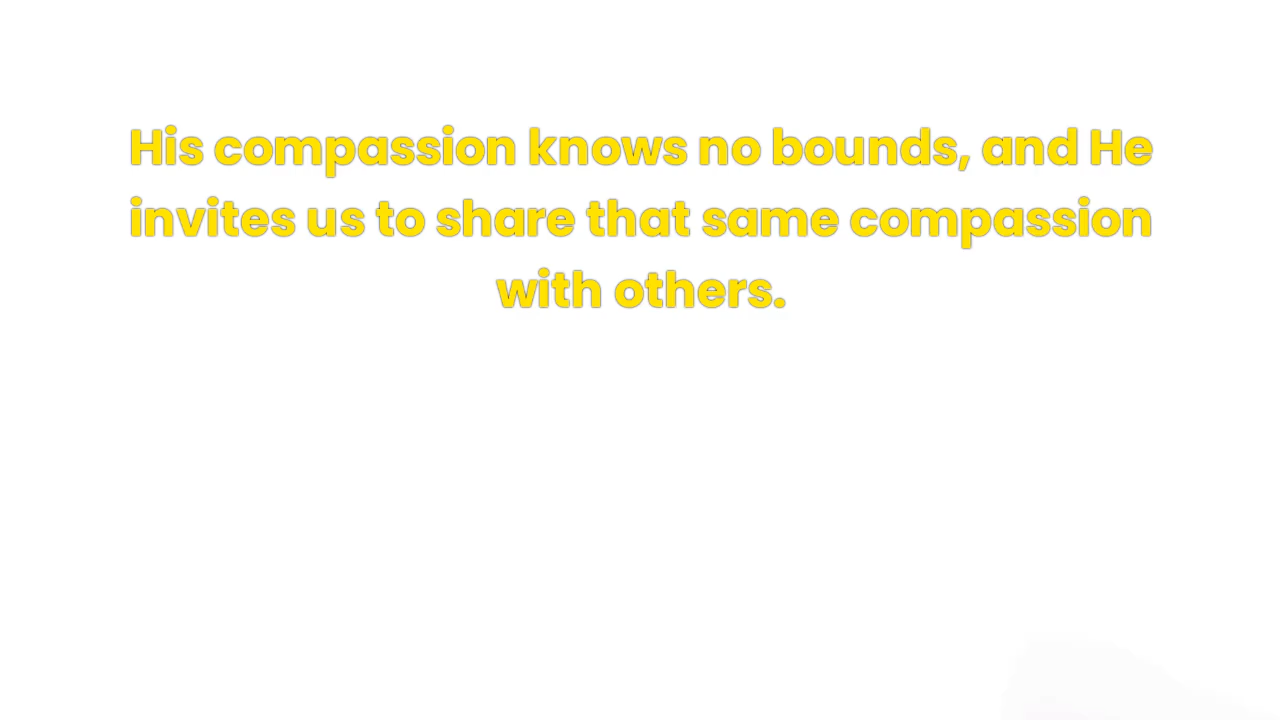 His compassion knows no bounds, and He
invites us to share that same compassion
with others.